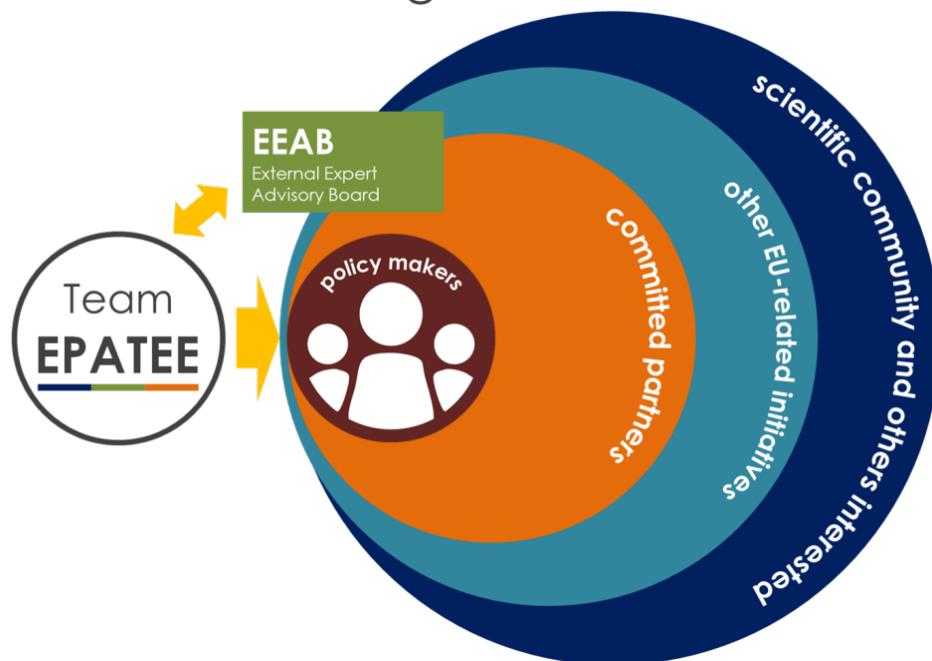 EEAB
External Expert
Advisory Board
Team
EPATEE
policy makers
committed partners
other EU-related initiatives
scientific community and others interested